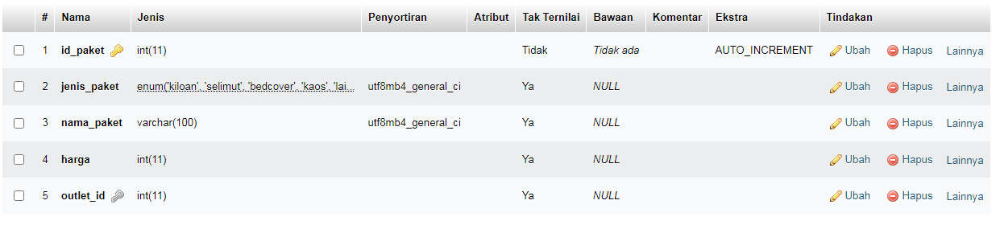 # Nama Jenis Penyortiran Atribut Tak Ternilai Bawaan Komentar Ekstra Tindakan
1 id_paket int(11) Tidak Tidak ada AUTO_INCREMENT Ubah Hapus Lainnya
2 jenis_paket enum('kiloan', 'selimut', 'bedcover', 'kaos', 'lai... utf8mb4_general_ci Ya NULL Ubah Hapus Lainnya
3 nama_paket varchar(100) utf8mb4_general_ci Ya NULL Ubah Hapus Lainnya
4 harga int(11) Ya NULL Ubah Hapus Lainnya
5 outlet_id int(11) Ya NULL Ubah Hapus Lainnya